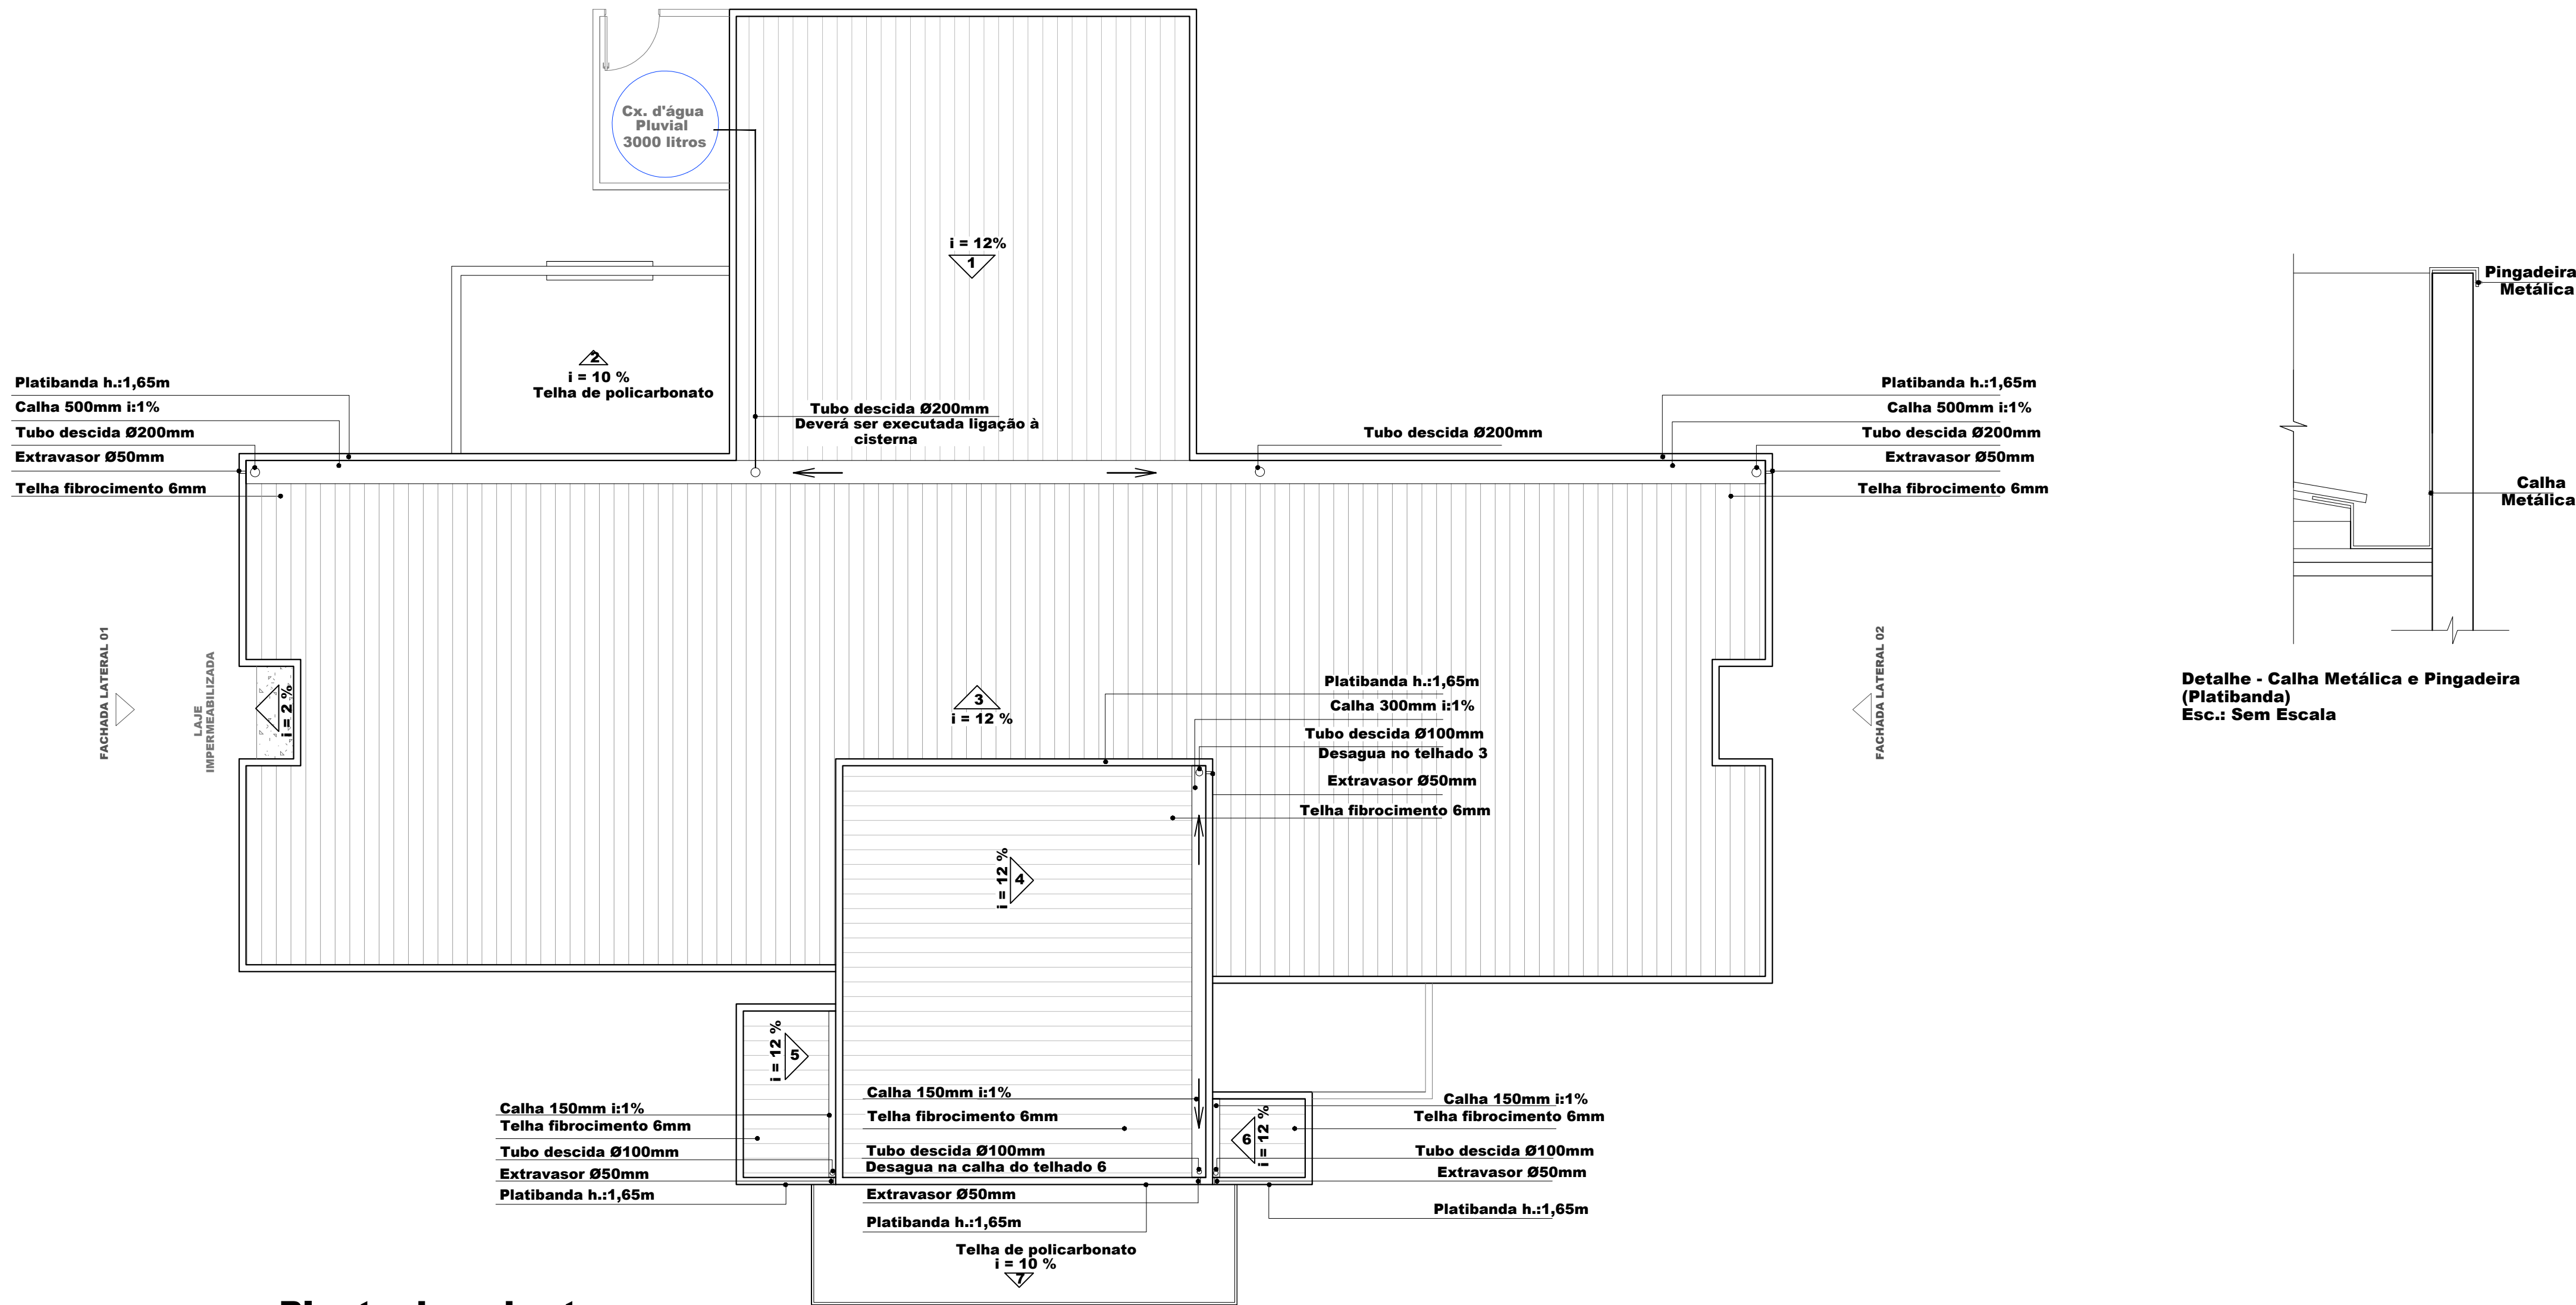 Cx. d'água
Pluvial
3000 litros
i = 12%
1
2
i = 10 %
Telha de policarbonato
Platibanda h.:1,65m
Calha 500mm i:1%
Tubo descida Ø200mm
Extravasor Ø50mm
Telha fibrocimento 6mm
Tubo descida Ø200mm
Deverá ser executada ligação à
cisterna
Tubo descida Ø200mm
Platibanda h.:1,65m
Calha 500mm i:1%
Tubo descida Ø200mm
Extravasor Ø50mm
Telha fibrocimento 6mm
Pingadeira
Metálica
Calha
Metálica
Detalhe - Calha Metálica e Pingadeira
(Platibanda)
Esc.: Sem Escala
FACHADA LATERAL 01
LAJE
IMPERMEABILIZADA
i = 2 %
3
i = 12 %
FACHADA LATERAL 02
Platibanda h.:1,65m
Calha 300mm i:1%
Tubo descida Ø100mm
Desagua no telhado 3
Extravasor Ø50mm
Telha fibrocimento 6mm
i = 12 %
4
i = 12 %
5
Calha 150mm i:1%
Telha fibrocimento 6mm
Tubo descida Ø100mm
Extravasor Ø50mm
Platibanda h.:1,65m
Calha 150mm i:1%
Telha fibrocimento 6mm
Tubo descida Ø100mm
Desagua na calha do telhado 6
Extravasor Ø50mm
Platibanda h.:1,65m
6
i = 12 %
Calha 150mm i:1%
Telha fibrocimento 6mm
Tubo descida Ø100mm
Extravasor Ø50mm
Platibanda h.:1,65m
Telha de policarbonato
i = 10 %
7